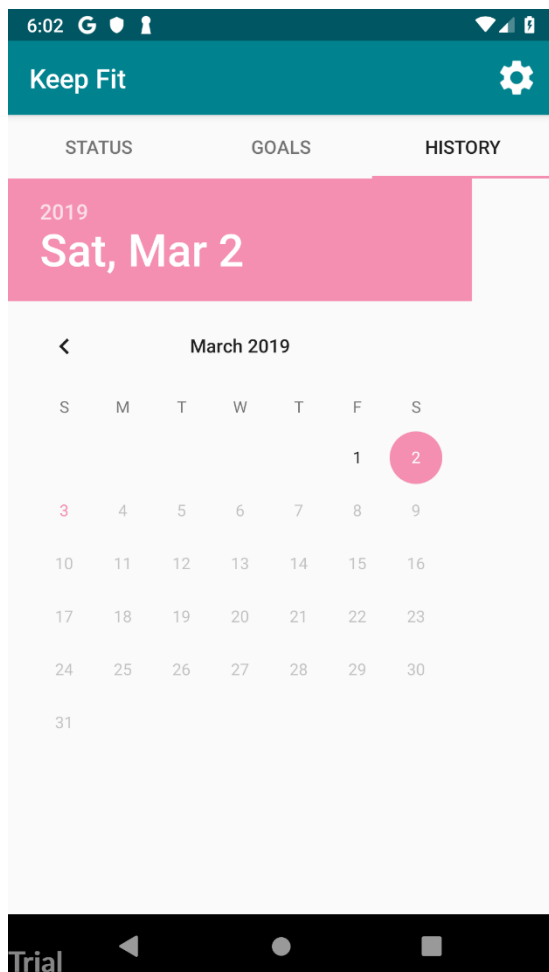 6:02
Keep Fit
STATUS GOALS HISTORY
2019
Sat, Mar 2
March 2019
S M T W T F S
1 2
3 4 5 6 7 8 9
10 11 12 13 14 15 16
17 18 19 20 21 22 23
24 25 26 27 28 29 30
31
Trial